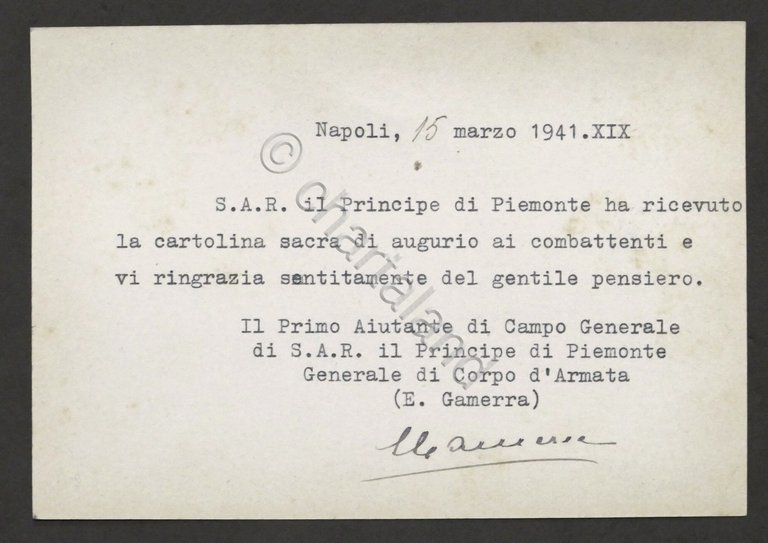 Napoli, 15 marzo 1941.XIX
S.A.R. il Principe di Piemonte ha ricevuto
la cartolina sacra di augurio ai combattenti e
vi ringrazia sentitamente del gentile pensiero.
Il Primo Aiutante di Campo Generale
di S.A.R. il Principe di Piemonte
Generale di Corpo d'Armata
(E. Gamerra)
EGamerra
© chartaland